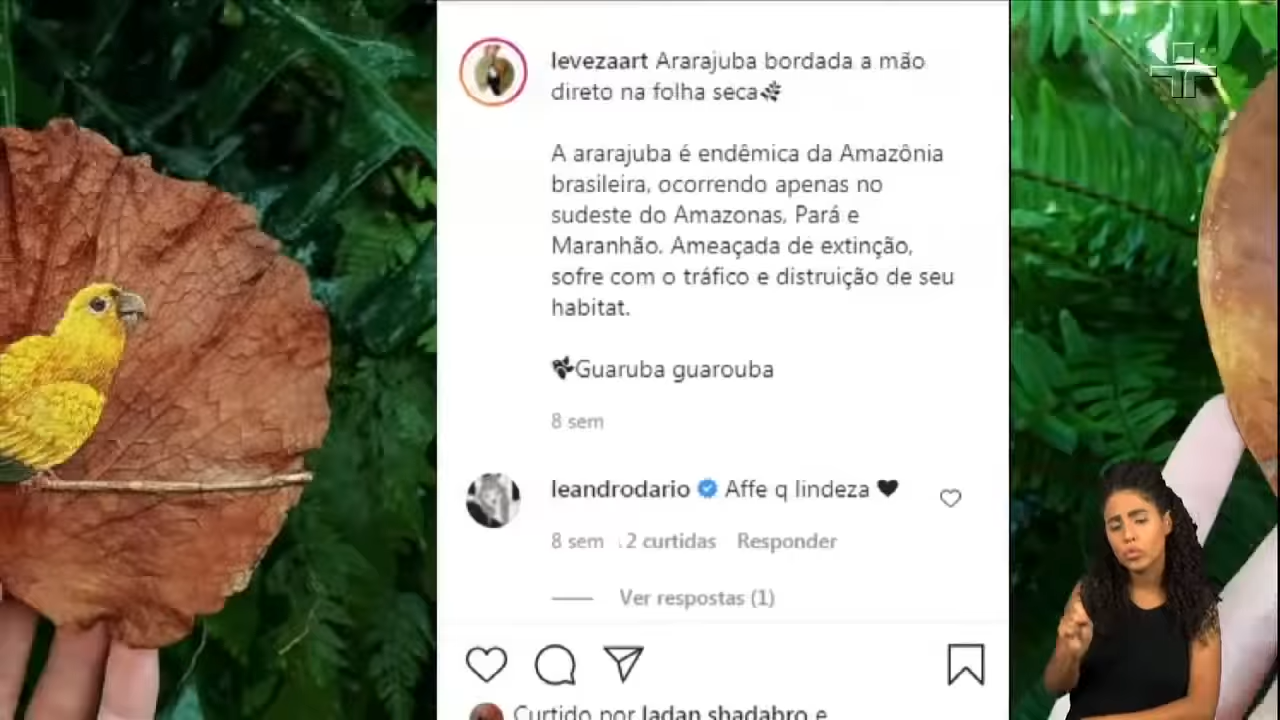 levezaart Ararajuba bordada a mão
direto na folha seca
A ararajuba é endêmica da Amazônia
brasileira, ocorrendo apenas no
sudeste do Amazonas, Pará e
Maranhão. Ameaçada de extinção,
sofre com o tráfico e distruição de seu
habitat.
Guaruba guarouba
8 sem
leandrodario Affe q lindeza
8 sem 2 curtidas Responder
Ver respostas (1)
Curtido por ladan shadabro e